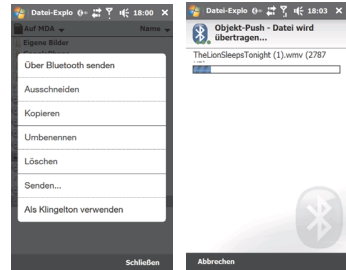 Datei-Explo 18:00
Auf MDA Name
Eigene Bilder
Über Bluetooth senden
Ausschneiden
Kopieren
Umbenennen
Löschen
Senden...
Als Klingelton verwenden
Schließen
Datei-Explo 18:03
Objekt-Push - Datei wird
übertragen...
TheLionSleepsTonight (1).wmv (2787
Abbrechen